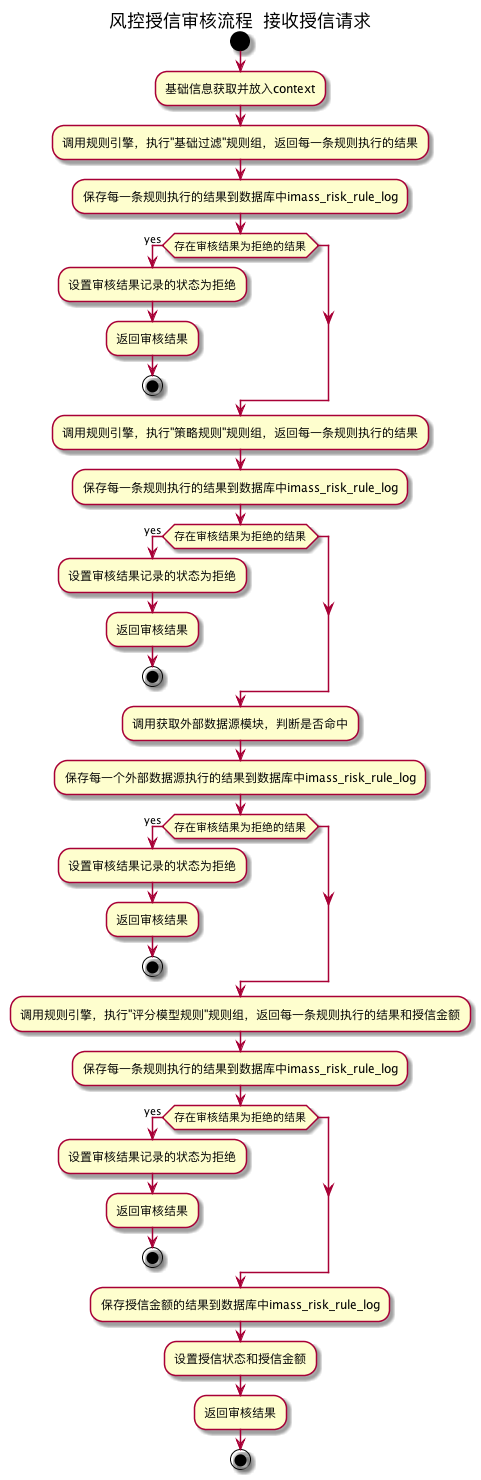 风控授信审核流程 接收授信请求
基础信息获取并放入context
调用规则引擎，执行"基础过滤"规则组，返回每一条规则执行的结果
保存每一条规则执行的结果到数据库中imass_risk_rule_log
yes
存在审核结果为拒绝的结果
设置审核结果记录的状态为拒绝
返回审核结果
调用规则引擎，执行"策略规则"规则组，返回每一条规则执行的结果
保存每一条规则执行的结果到数据库中imass_risk_rule_log
yes
存在审核结果为拒绝的结果
设置审核结果记录的状态为拒绝
返回审核结果
调用获取外部数据源模块，判断是否命中
保存每一个外部数据源执行的结果到数据库中imass_risk_rule_log
yes
存在审核结果为拒绝的结果
设置审核结果记录的状态为拒绝
返回审核结果
调用规则引擎，执行"评分模型规则"规则组，返回每一条规则执行的结果和授信金额
保存每一条规则执行的结果到数据库中imass_risk_rule_log
yes
存在审核结果为拒绝的结果
设置审核结果记录的状态为拒绝
返回审核结果
保存授信金额的结果到数据库中imass_risk_rule_log
设置授信状态和授信金额
返回审核结果